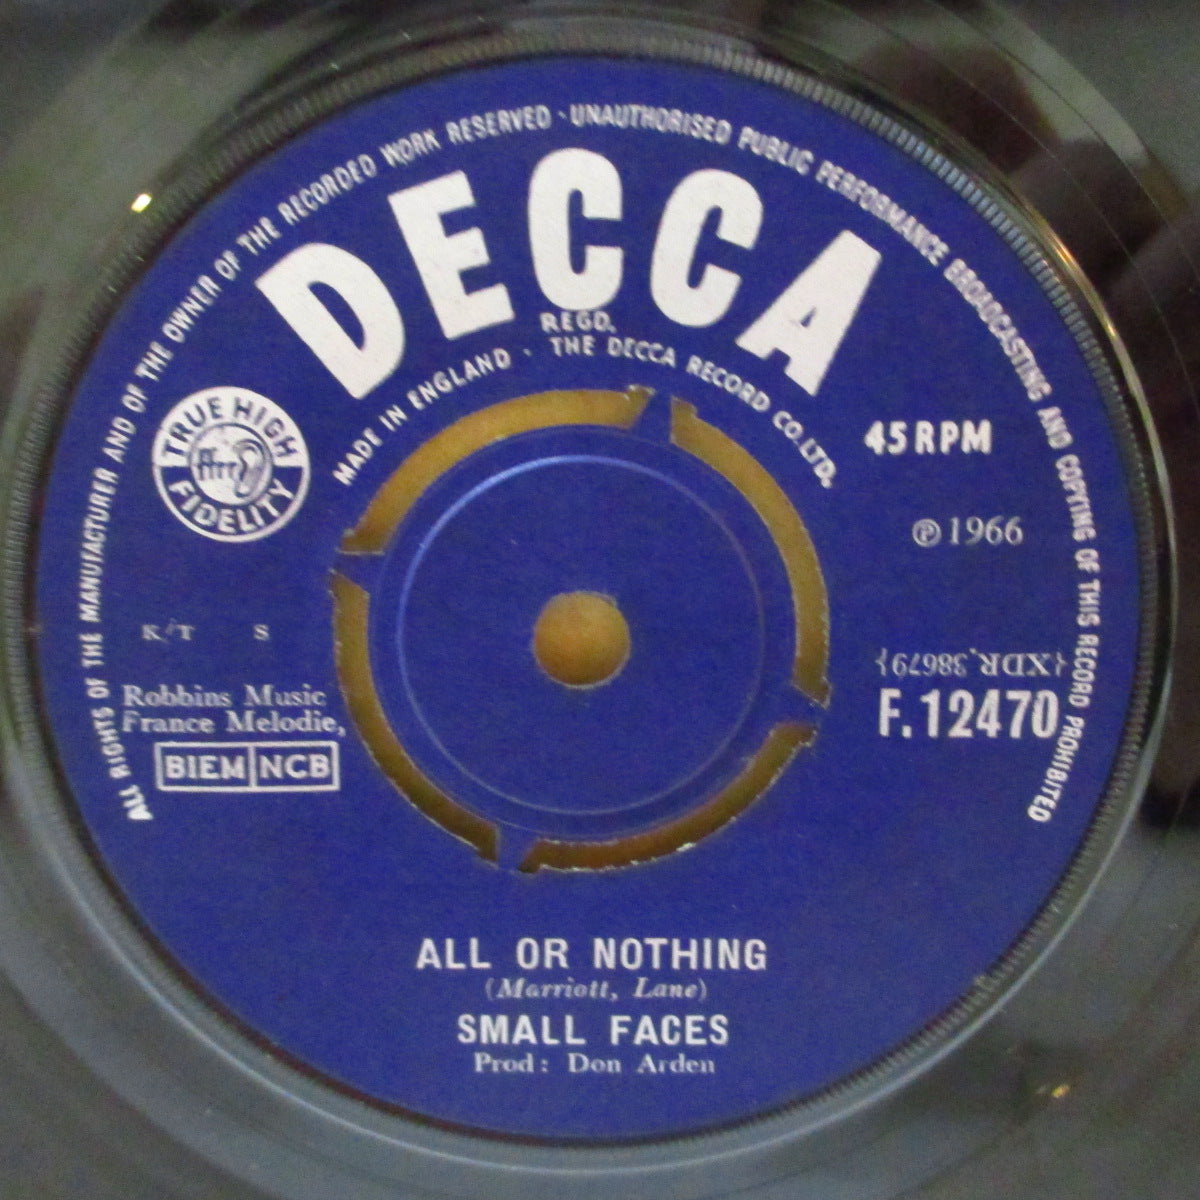 ALL RIGHTS OF THE MANUFACTURER AND OF THE OWNER OF THE RECORDED WORK RESERVED · UNAUTHORISED PUBLIC PERFORMANCE BROADCASTING AND COPYING OF THIS RECORD PROHIBITED
DECCA
REGD.
MADE IN ENGLAND · THE DECCA RECORD CO. LTD.
TRUE HIGH
ffrr
FIDELITY
45 RPM
℗ 1966
K/T S
{XDR. 38679}
Robbins Music
France Melodie,
F. 12470
BIEM NCB
ALL OR NOTHING
(Marriott, Lane)
SMALL FACES
Prod: Don Arden